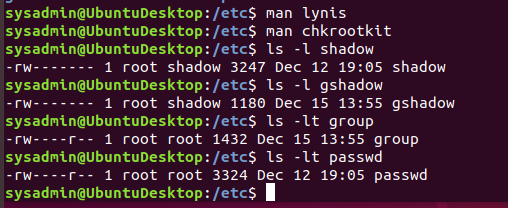 sysadmin@UbuntuDesktop:/etc$ man lynis
sysadmin@UbuntuDesktop:/etc$ man chkrootkit
sysadmin@UbuntuDesktop:/etc$ ls -l shadow
-rw------- 1 root shadow 3247 Dec 12 19:05 shadow
sysadmin@UbuntuDesktop:/etc$ ls -l gshadow
-rw------- 1 root shadow 1180 Dec 15 13:55 gshadow
sysadmin@UbuntuDesktop:/etc$ ls -lt group
-rw----r-- 1 root root 1432 Dec 15 13:55 group
sysadmin@UbuntuDesktop:/etc$ ls -lt passwd
-rw----r-- 1 root root 3324 Dec 12 19:05 passwd
sysadmin@UbuntuDesktop:/etc$